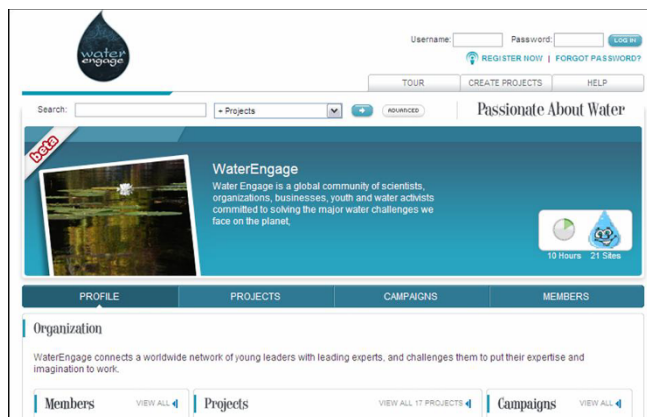 water
engage
Username: Password: LOG IN
REGISTER NOW | FORGOT PASSWORD?
TOUR CREATE PROJECTS HELP
Search: + Projects ADVANCED Passionate About Water
beta
WaterEngage
Water Engage is a global community of scientists,
organizations, businesses, youth and water activists
committed to solving the major water challenges we
face on the planet,
10 Hours 21 Sites
PROFILE PROJECTS CAMPAIGNS MEMBERS
Organization
WaterEngage connects a worldwide network of young leaders with leading experts, and challenges them to put their expertise and
imagination to work.
Members VIEW ALL Projects VIEW ALL 17 PROJECTS Campaigns VIEW ALL